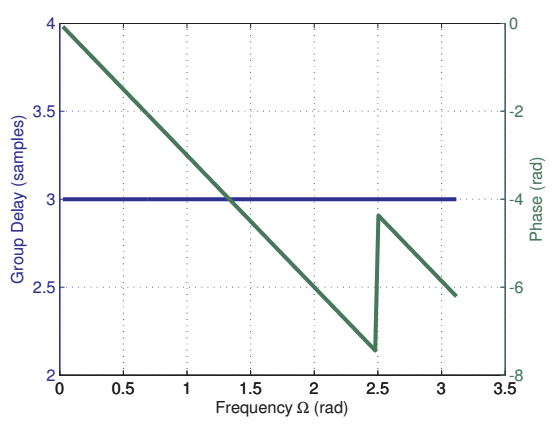 4
3.5
3
2.5
2
Group Delay (samples)
0
-2
-4
-6
-8
Phase (rad)
0 0.5 1 1.5 2 2.5 3 3.5
Frequency Ω (rad)